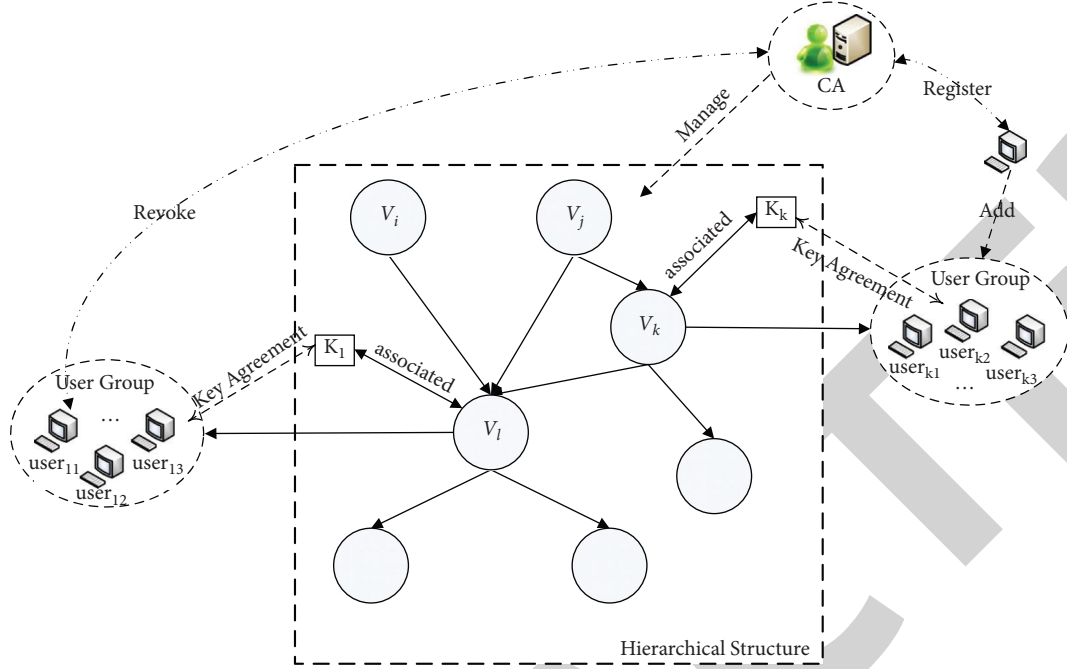 CA
Register
Manage
Revoke
V_i
V_j
K_k
associated
Add
Key Agreement
User Group
V_k
user_k1
user_k2
user_k3
...
K_1
associated
Key Agreement
User Group
...
V_l
user_11
user_12
user_13
Hierarchical Structure